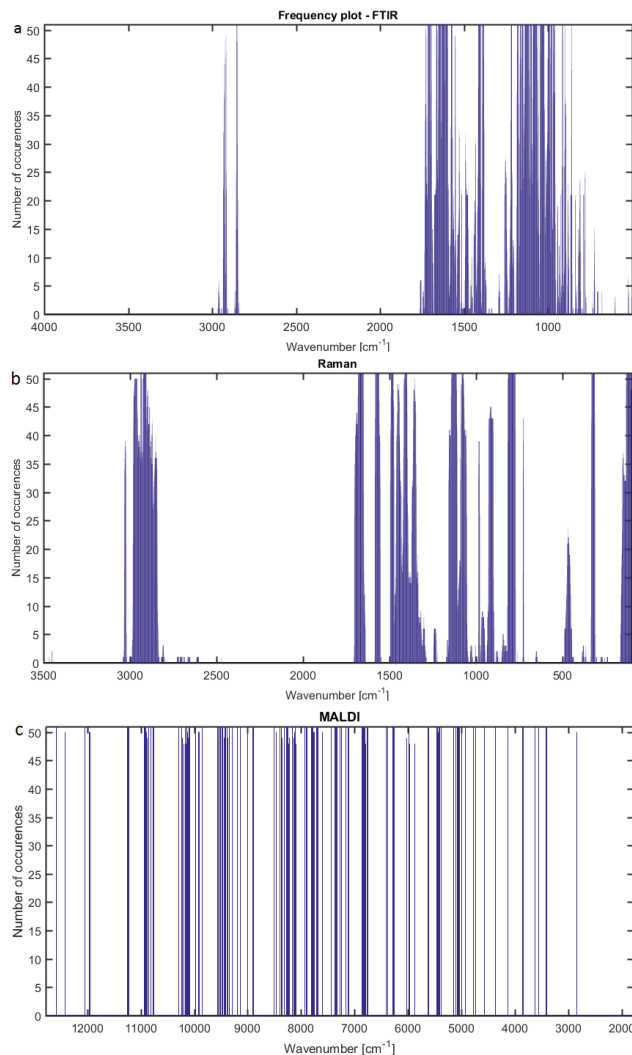 a
Frequency plot - FTIR
50
45
40
35
30
25
20
15
10
5
0
Number of occurences
4000 3500 3000 2500 2000 1500 1000
Wavenumber [cm-1]
b
Raman
50
45
40
35
30
25
20
15
10
5
0
Number of occurences
3500 3000 2500 2000 1500 1000 500
Wavenumber [cm-1]
c
MALDI
50
45
40
35
30
25
20
15
10
5
0
Number of occurences
12000 11000 10000 9000 8000 7000 6000 5000 4000 3000 2000
Wavenumber [cm-1]